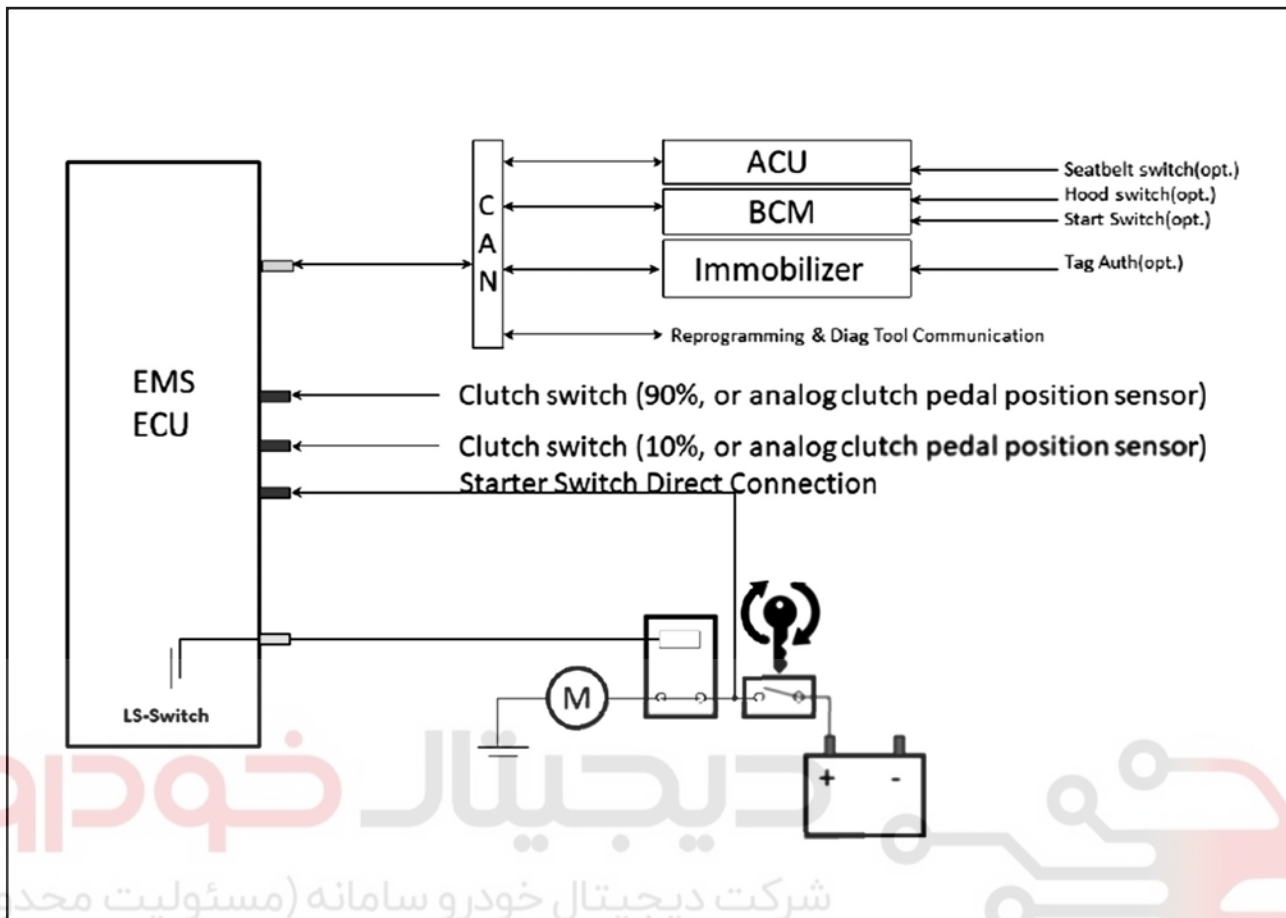 ACU
Seatbelt switch(opt.)
Hood switch(opt.)
BCM
Start Switch(opt.)
CAN
Immobilizer
Tag Auth(opt.)
Reprogramming & Diag Tool Communication
EMS
ECU
Clutch switch (90%, or analog clutch pedal position sensor)
Clutch switch (10%, or analog clutch pedal position sensor)
Starter Switch Direct Connection
M
LS-Switch
+ -
دیجیتال خودرو
شرکت دیجیتال خودرو سامانه (مسئولیت